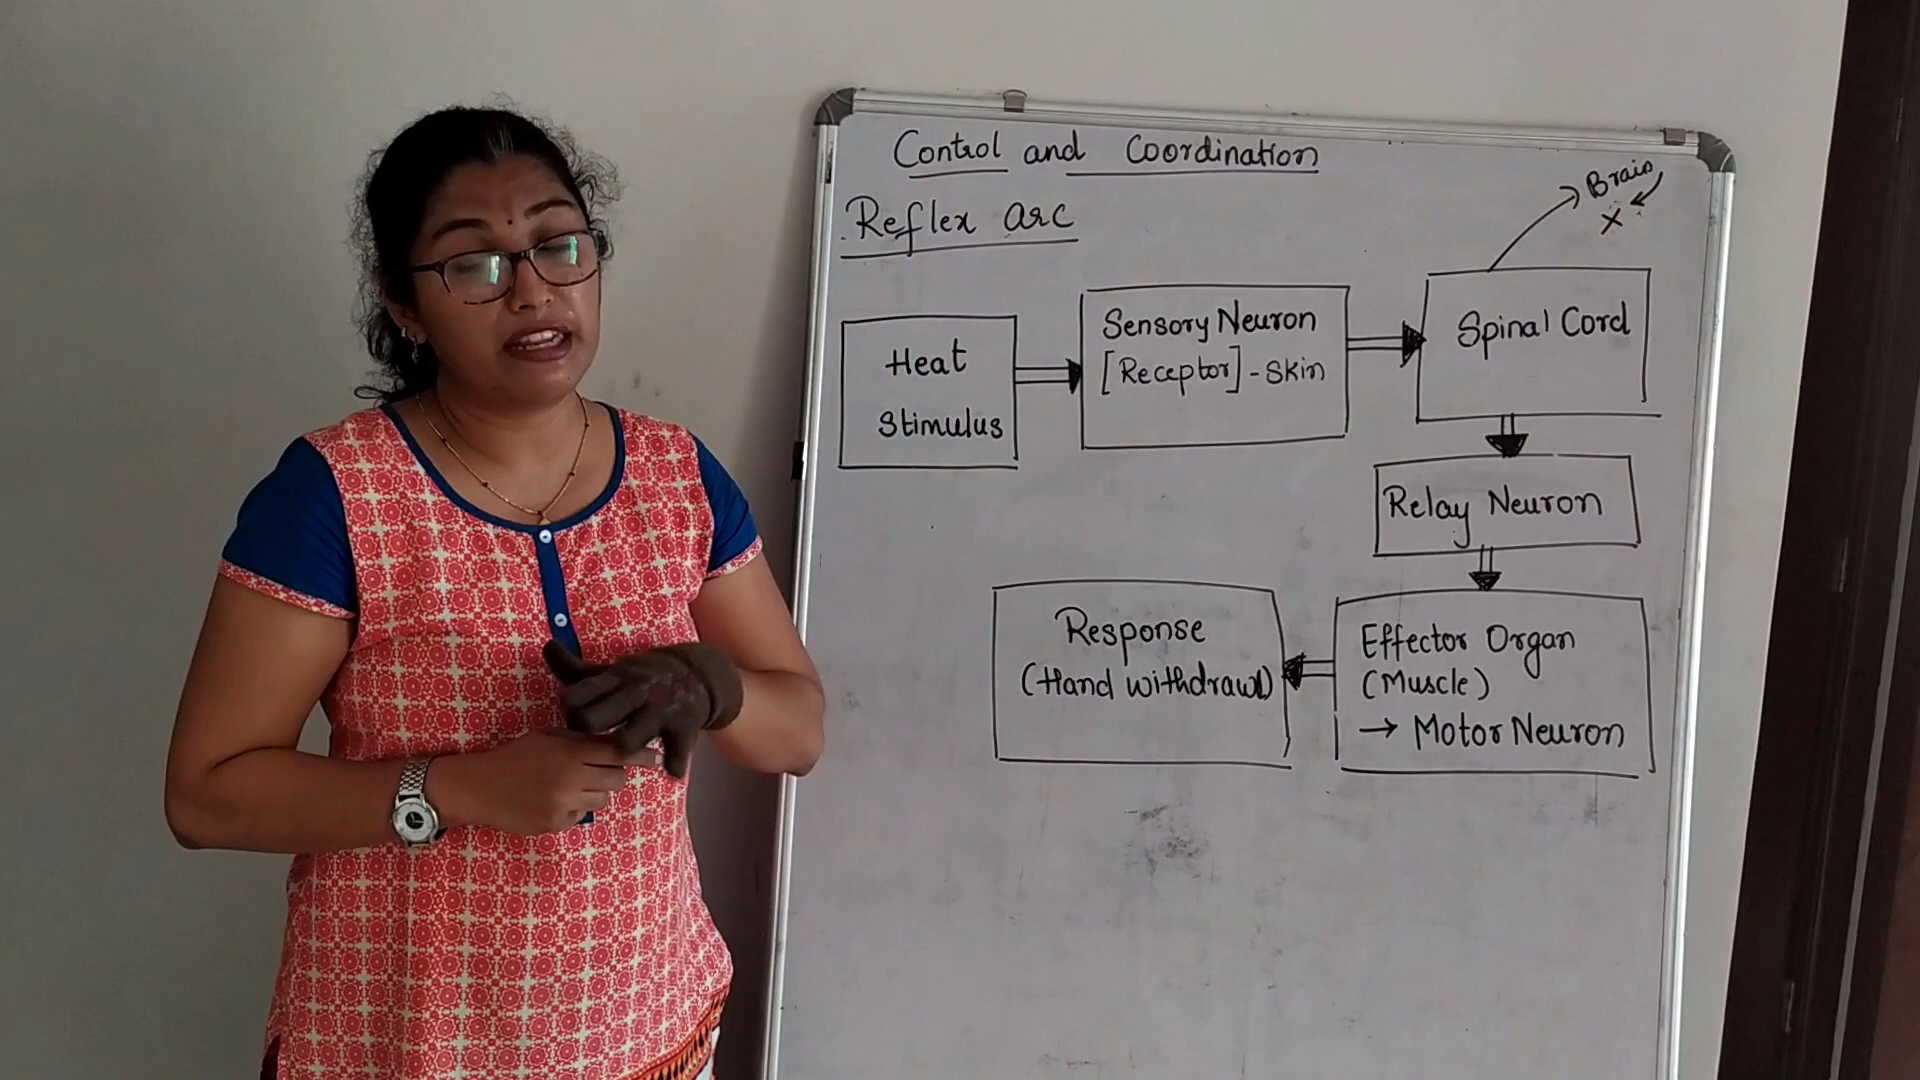 Control and Coordination
Reflex arc
Brain
X
Heat
Stimulus
Sensory Neuron
[Receptor] - Skin
Spinal Cord
Relay Neuron
Effector Organ
(Muscle)
→ Motor Neuron
Response
(Hand withdrawl)